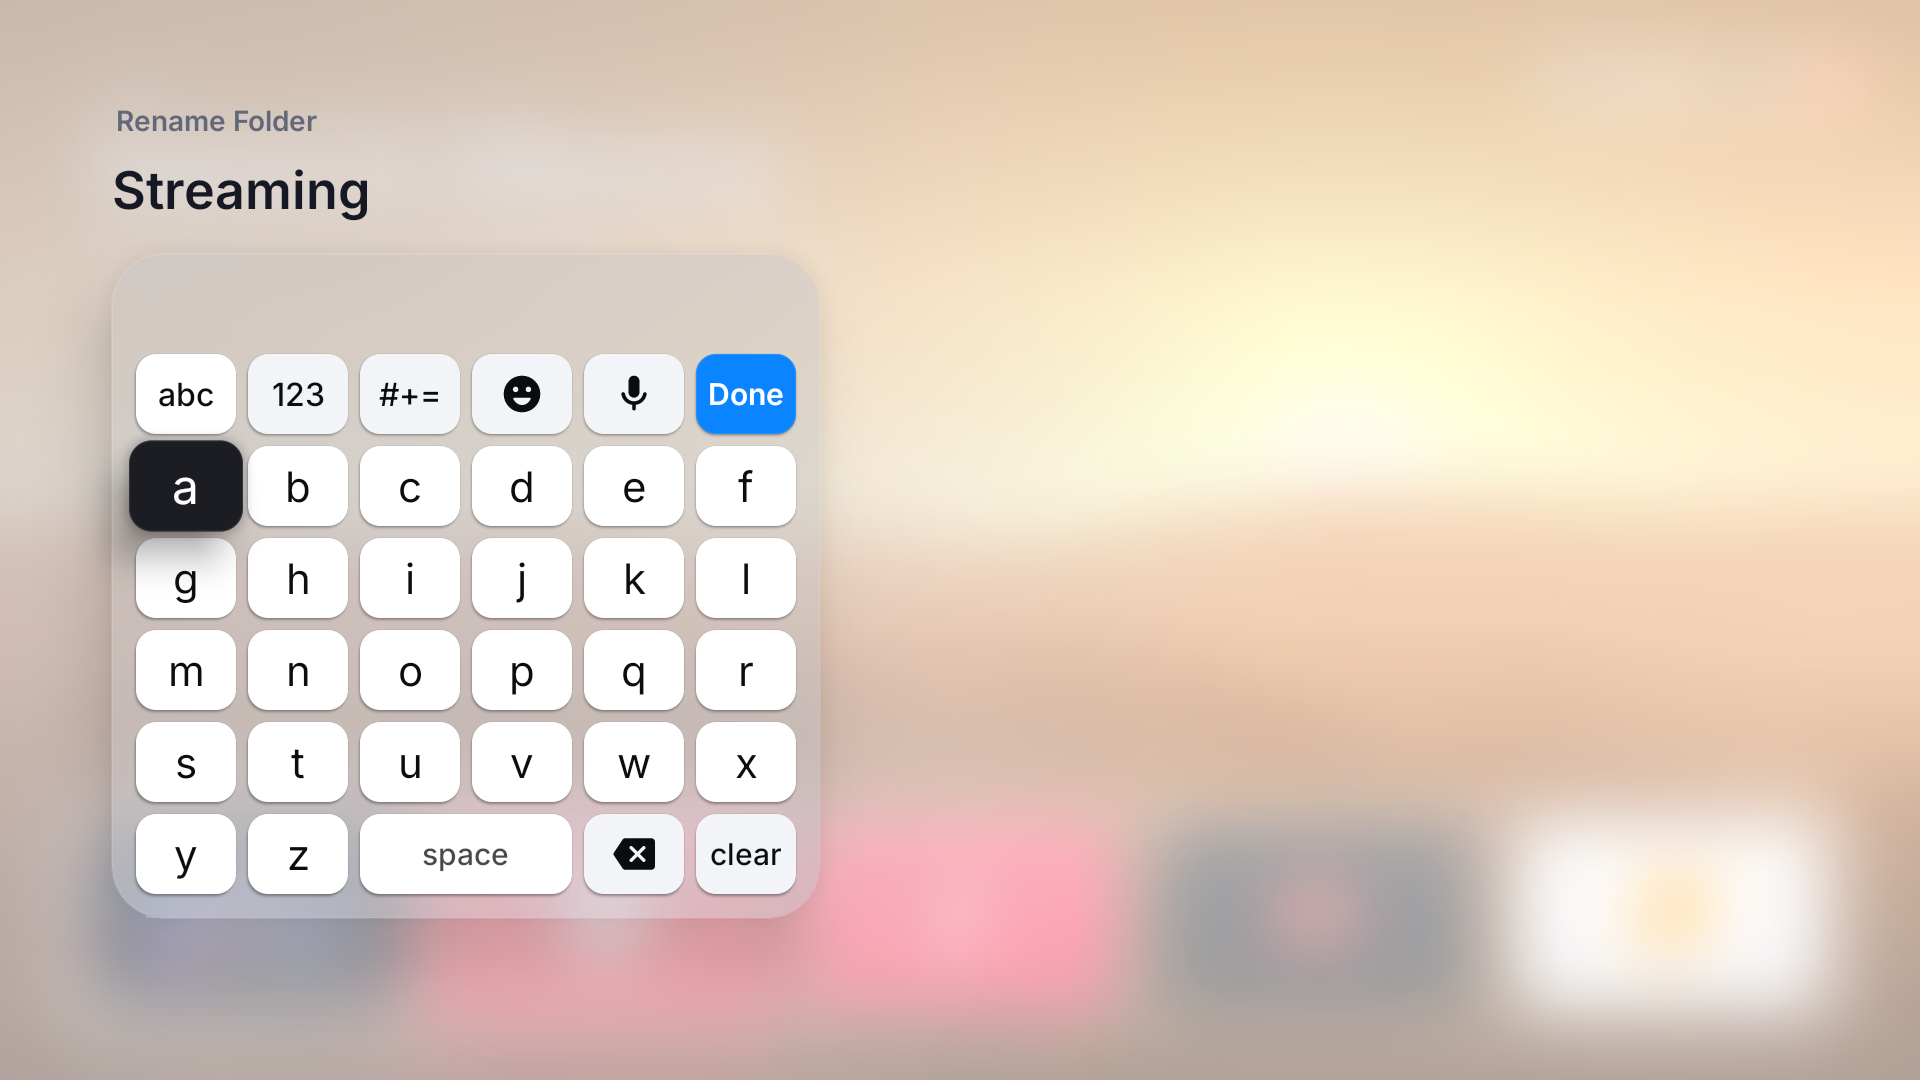 Rename Folder
Streaming
abc 123 #+= Done
a b c d e f
g h i j k l
m n o p q r
s t u v w x
y z space clear